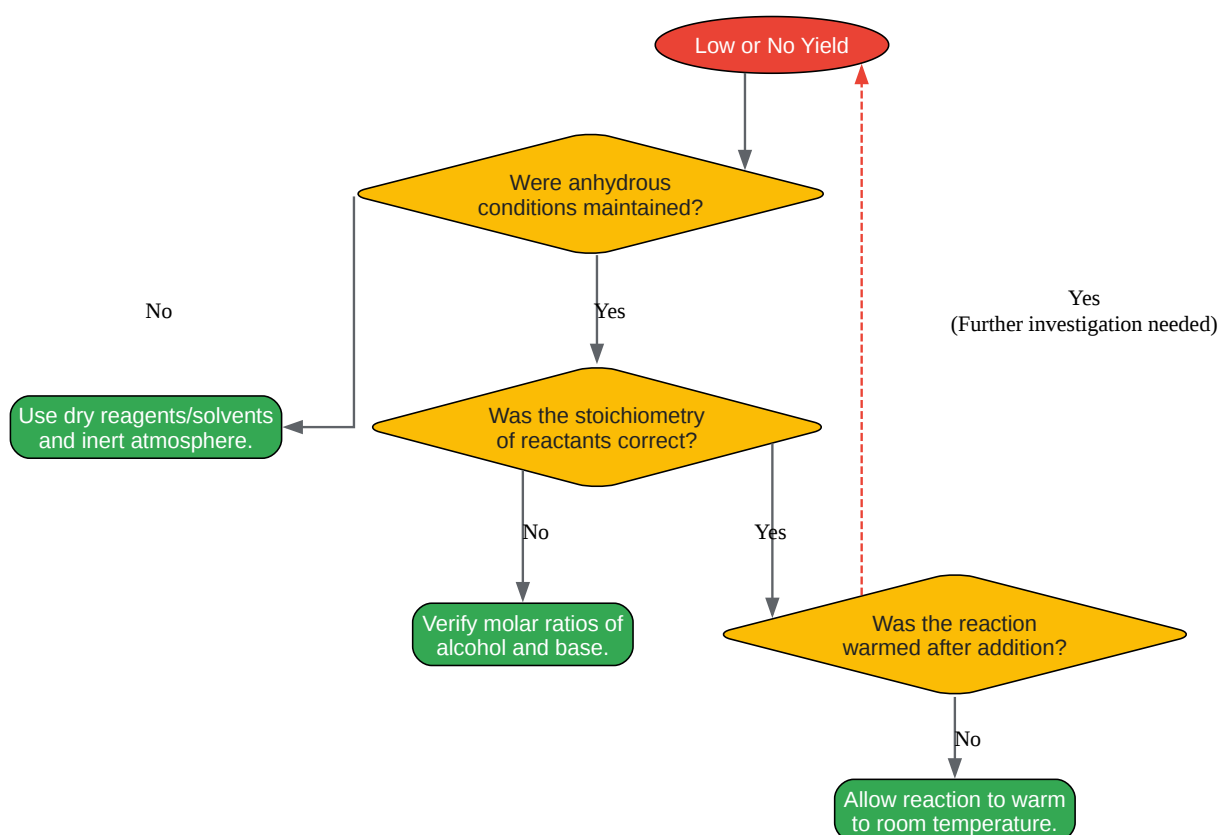 Low or No Yield
Were anhydrous
conditions maintained?
No
Yes
Yes
(Further investigation needed)
Use dry reagents/solvents
and inert atmosphere.
Was the stoichiometry
of reactants correct?
No
Yes
Verify molar ratios of
alcohol and base.
Was the reaction
warmed after addition?
No
Allow reaction to warm
to room temperature.